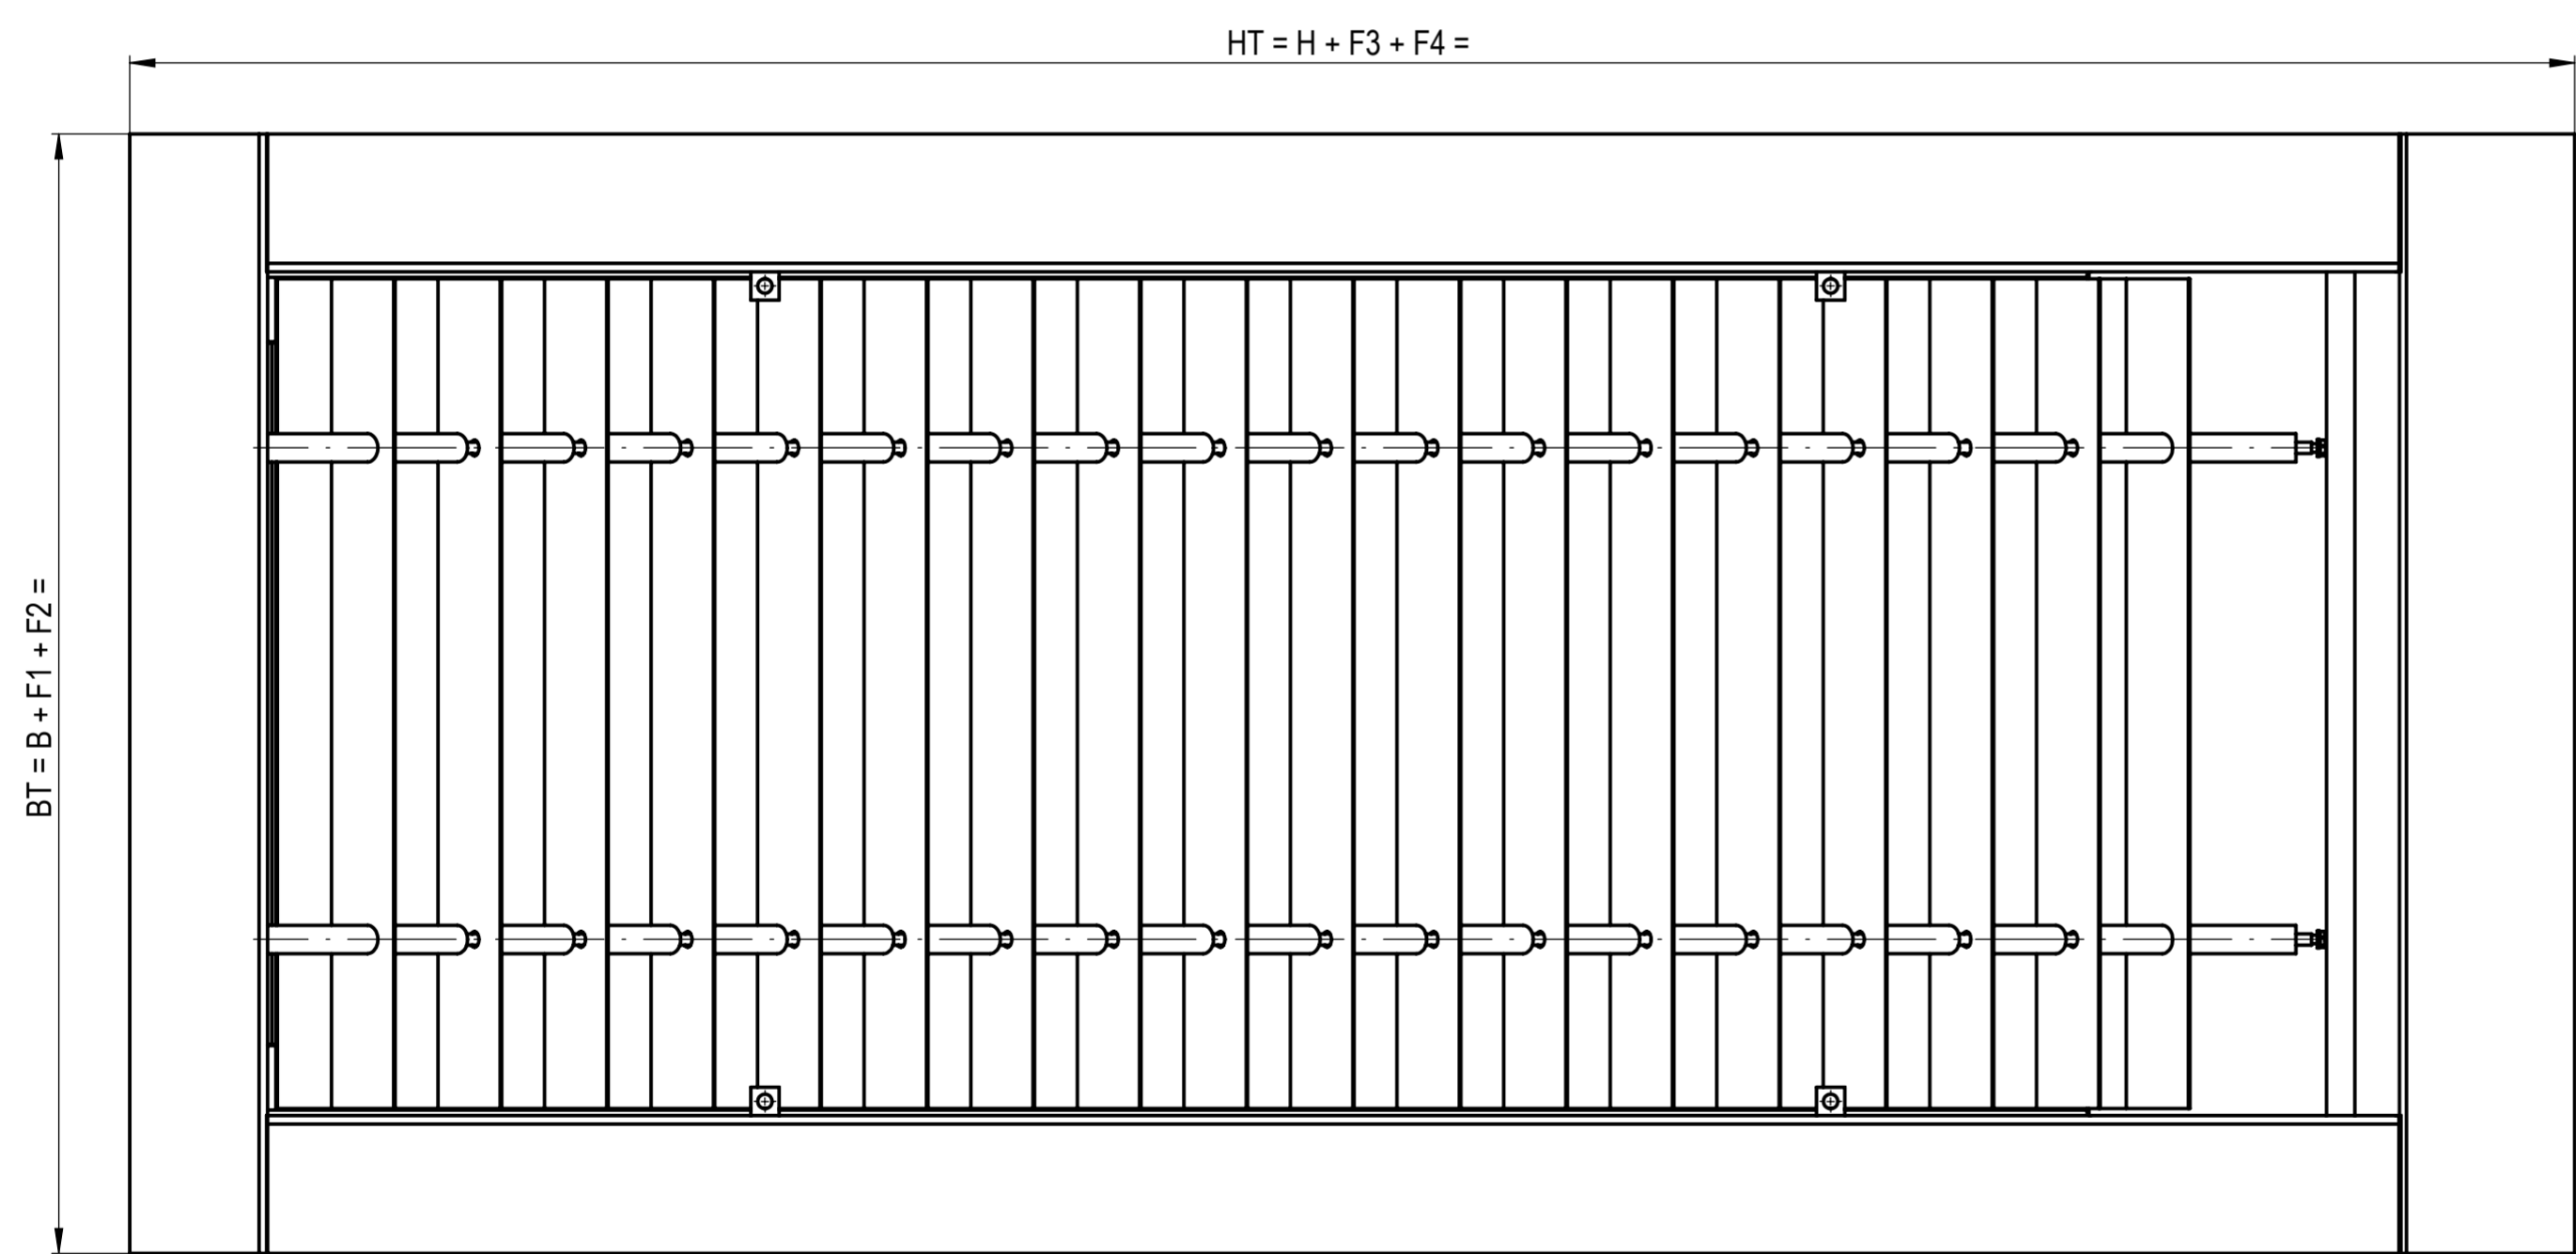 HT = H + F3 + F4 =
BT = B + F1 + F2 =